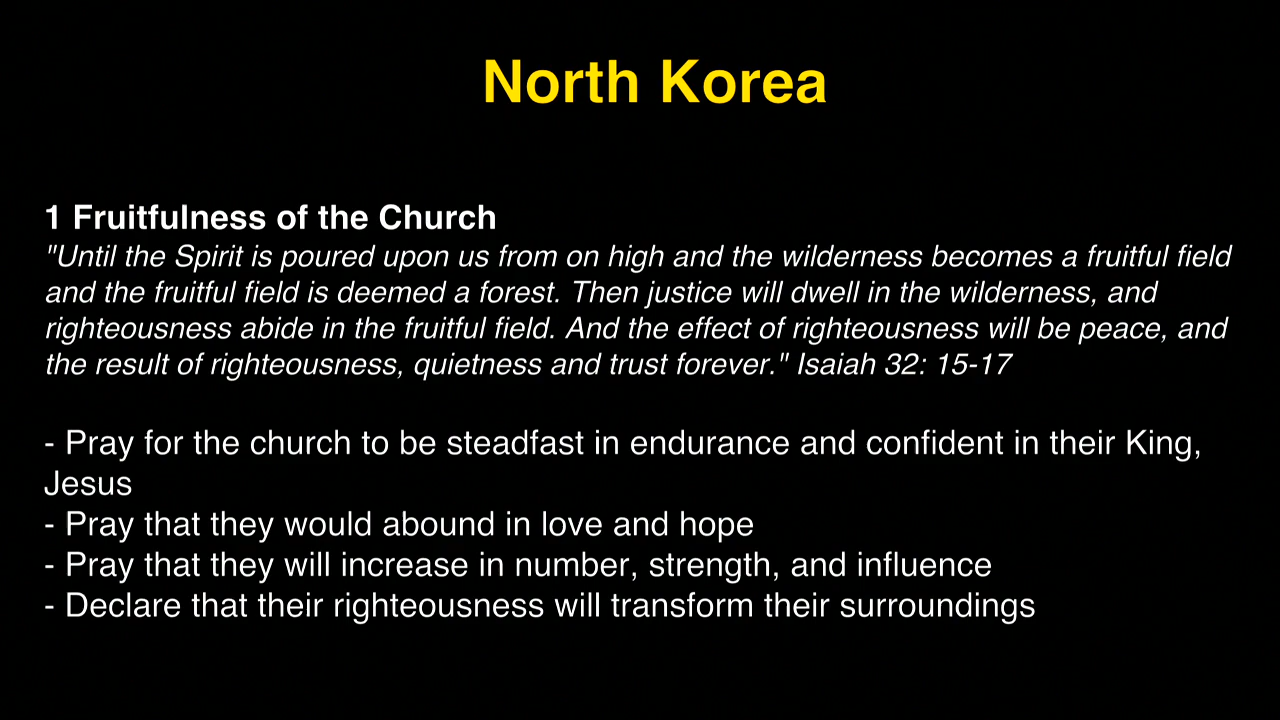 North Korea
1 Fruitfulness of the Church
"Until the Spirit is poured upon us from on high and the wilderness becomes a fruitful field
and the fruitful field is deemed a forest. Then justice will dwell in the wilderness, and
righteousness abide in the fruitful field. And the effect of righteousness will be peace, and
the result of righteousness, quietness and trust forever." Isaiah 32: 15-17
- Pray for the church to be steadfast in endurance and confident in their King,
Jesus
- Pray that they would abound in love and hope
- Pray that they will increase in number, strength, and influence
- Declare that their righteousness will transform their surroundings